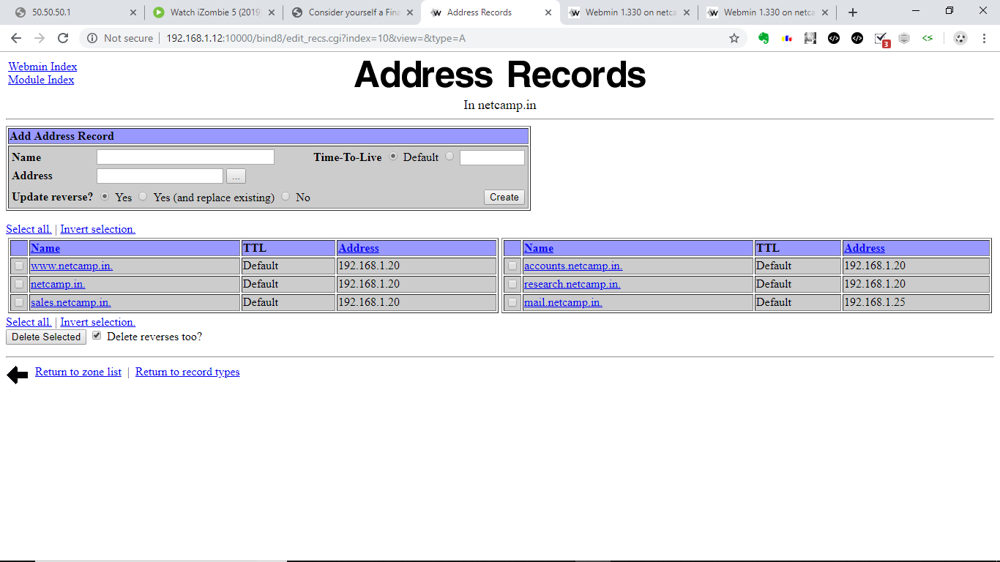 50.50.50.1
Watch iZombie 5 (2019)
Consider yourself a Fina
Address Records
Webmin 1.330 on netca
Webmin 1.330 on netca
Not secure | 192.168.1.12:10000/bind8/edit_recs.cgi?index=10&view=&type=A
3
Webmin Index
Module Index
Address Records
In netcamp.in
Add Address Record
Name Time-To-Live Default
Address ...
Update reverse? Yes Yes (and replace existing) No Create
Select all. | Invert selection.
Name TTL Address Name TTL Address
www.netcamp.in. Default 192.168.1.20 accounts.netcamp.in. Default 192.168.1.20
netcamp.in. Default 192.168.1.20 research.netcamp.in. Default 192.168.1.20
sales.netcamp.in. Default 192.168.1.20 mail.netcamp.in. Default 192.168.1.25
Select all. | Invert selection.
Delete Selected Delete reverses too?
Return to zone list | Return to record types